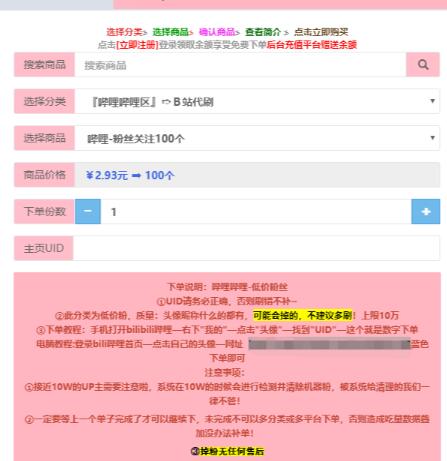 选择分类> 选择商品> 确认商品> 查看简介 > 点击立即购买
点击[立即注册]登录领取余额享受免费下单后台充值平台赠送余额
搜索商品 搜索商品
选择分类 『哔哩哔哩区』➪Ｂ站代刷
选择商品 哔哩-粉丝关注100个
商品价格 ￥2.93元 ➡ 100个
下单份数 − 1 +
主页UID
下单说明：哔哩哔哩-低价粉丝
①UID请务必正确，否则刷错不补--
②此分类为低价粉，质量：头像昵称什么的都有，可能会掉的，不建议多刷！上限10万
③下单教程：手机打开bilibili哔哩—右下"我的"—点击"头像"—找到"UID"—这个就是数字下单
电脑教程:登录bili哔哩首页—点击自己的头像—网址 蓝色
下单即可
注意事项：
①接近10W的UP主需要注意啦，系统在10W的时候会进行检测并清除机器粉，被系统给清理的我们一
律不管！
②一定要等上一个单子完成了才可以继续下，未完成不可以多分类或多平台下单，否则造成吃量数据酱
加没办法补单！
③掉粉无任何售后